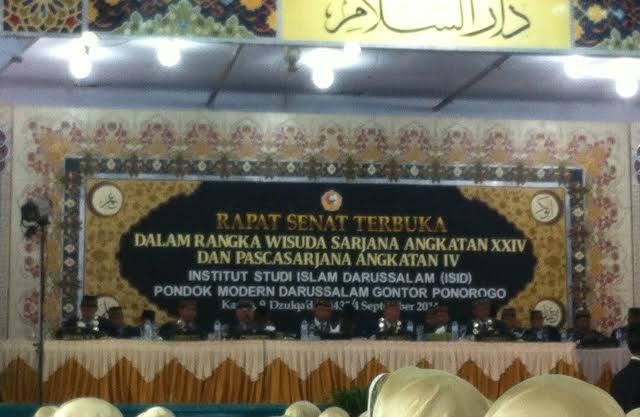 دار السلام
RAPAT SENAT TERBUKA
DALAM RANGKA WISUDA SARJANA ANGKATAN XXIV
DAN PASCASARJANA ANGKATAN IV
INSTITUT STUDI ISLAM DARUSSALAM (ISID)
PONDOK MODERN DARUSSALAM GONTOR PONOROGO